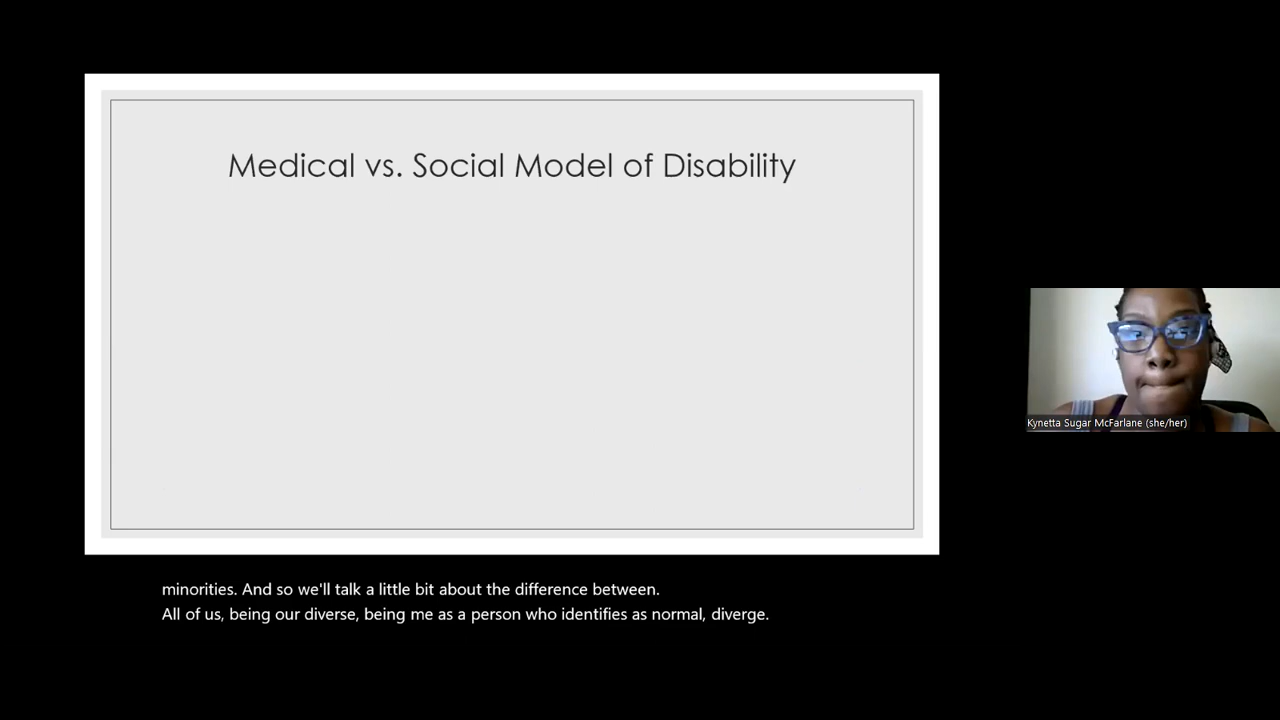 Medical vs. Social Model of Disability
Kynetta Sugar McFarlane (she/her)
minorities. And so we'll talk a little bit about the difference between.
All of us, being our diverse, being me as a person who identifies as normal, diverge.